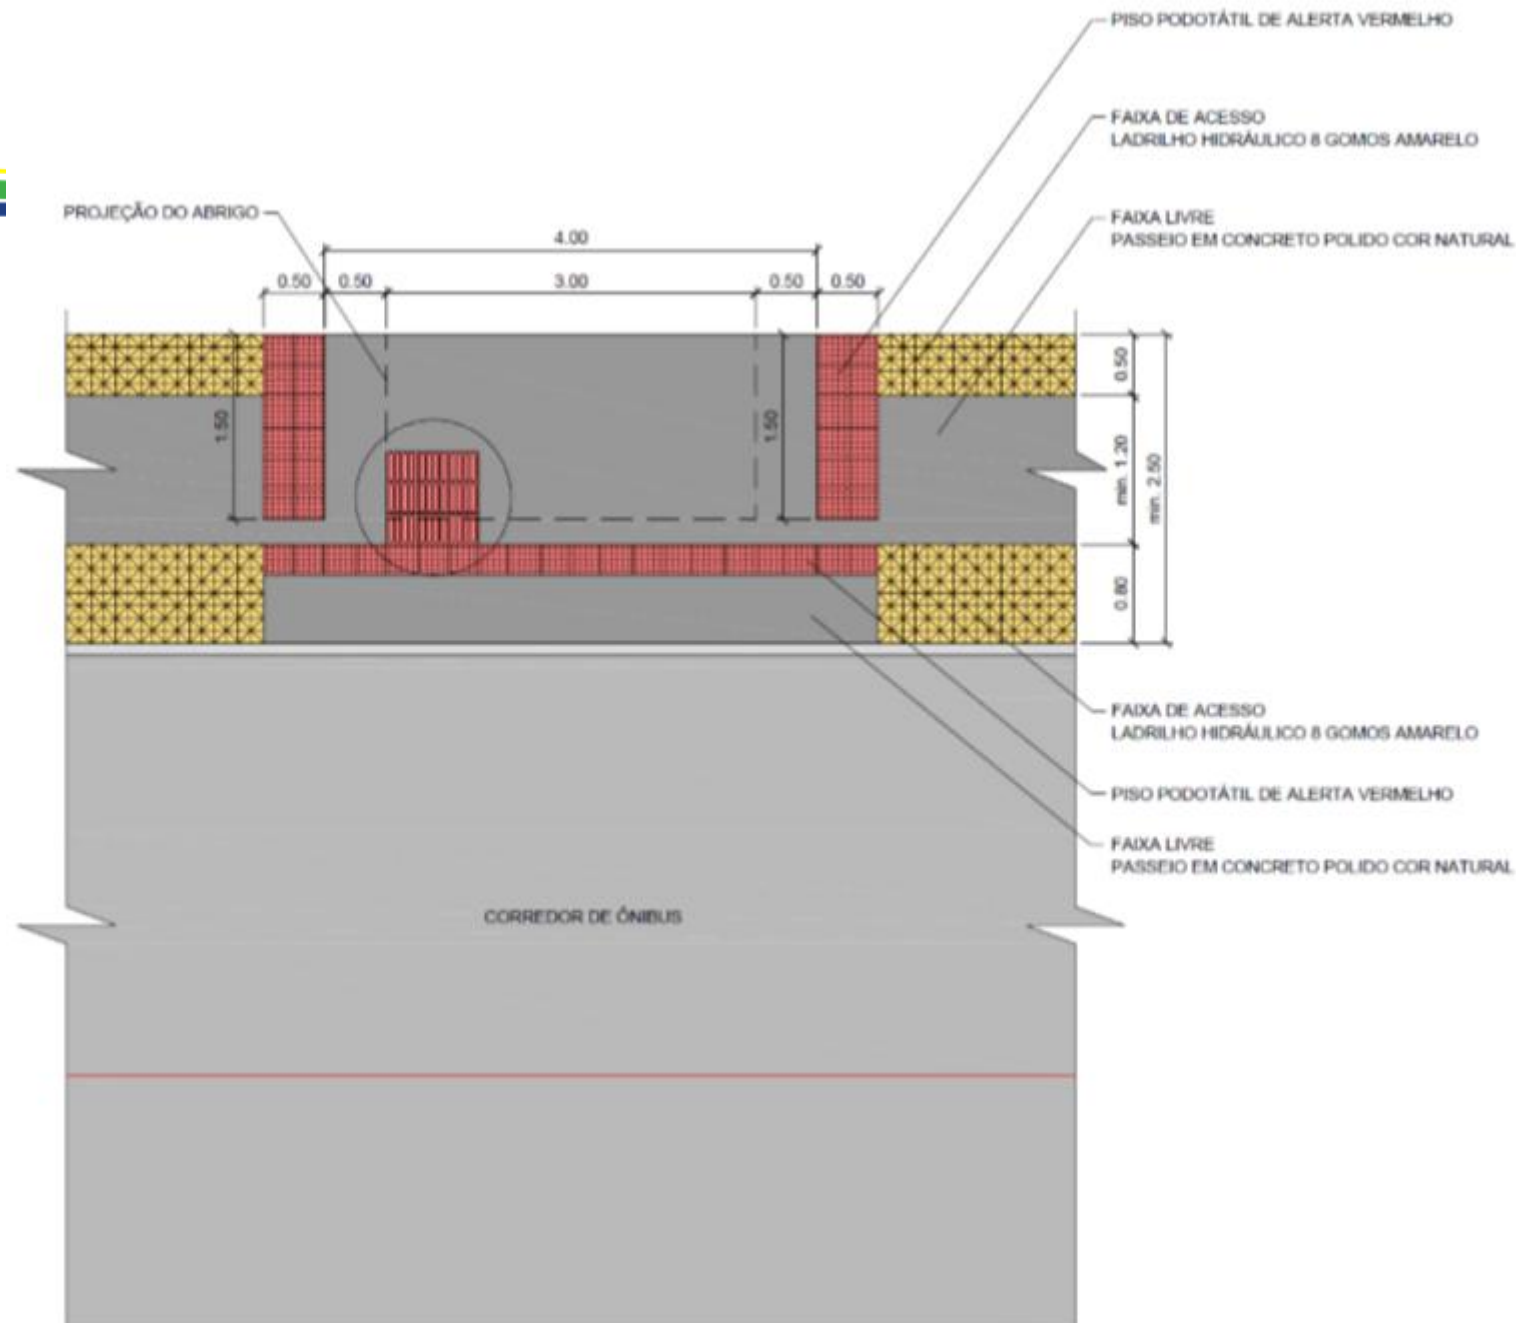 PISO PODOTÁTIL DE ALERTA VERMELHO
FAIXA DE ACESSO
LADRILHO HIDRÁULICO 8 GOMOS AMARELO
PROJEÇÃO DO ABRIGO
FAIXA LIVRE
PASSEIO EM CONCRETO POLIDO COR NATURAL
4.00
0.50
0.50
3.00
0.50
0.50
1.50
1.50
0.50
min. 1.20
min. 2.50
0.80
FAIXA DE ACESSO
LADRILHO HIDRÁULICO 8 GOMOS AMARELO
PISO PODOTÁTIL DE ALERTA VERMELHO
FAIXA LIVRE
PASSEIO EM CONCRETO POLIDO COR NATURAL
CORREDOR DE ÔNIBUS